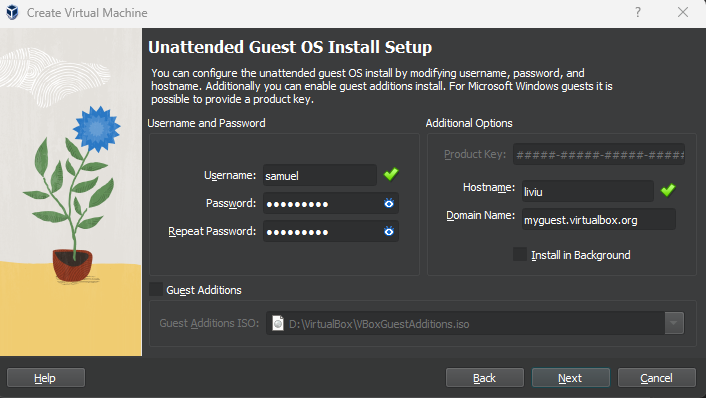 Create Virtual Machine
?
Unattended Guest OS Install Setup
You can configure the unattended guest OS install by modifying username, password, and
hostname. Additionally you can enable guest additions install. For Microsoft Windows guests it is
possible to provide a product key.
Username and Password
Username: samuel
Password: ●●●●●●●●●
Repeat Password: ●●●●●●●●●
Additional Options
Product Key: #####-#####-#####-#####
Hostname: liviu
Domain Name: myguest.virtualbox.org
Install in Background
Guest Additions
Guest Additions ISO: D:\VirtualBox\VBoxGuestAdditions.iso
Help
Back
Next
Cancel